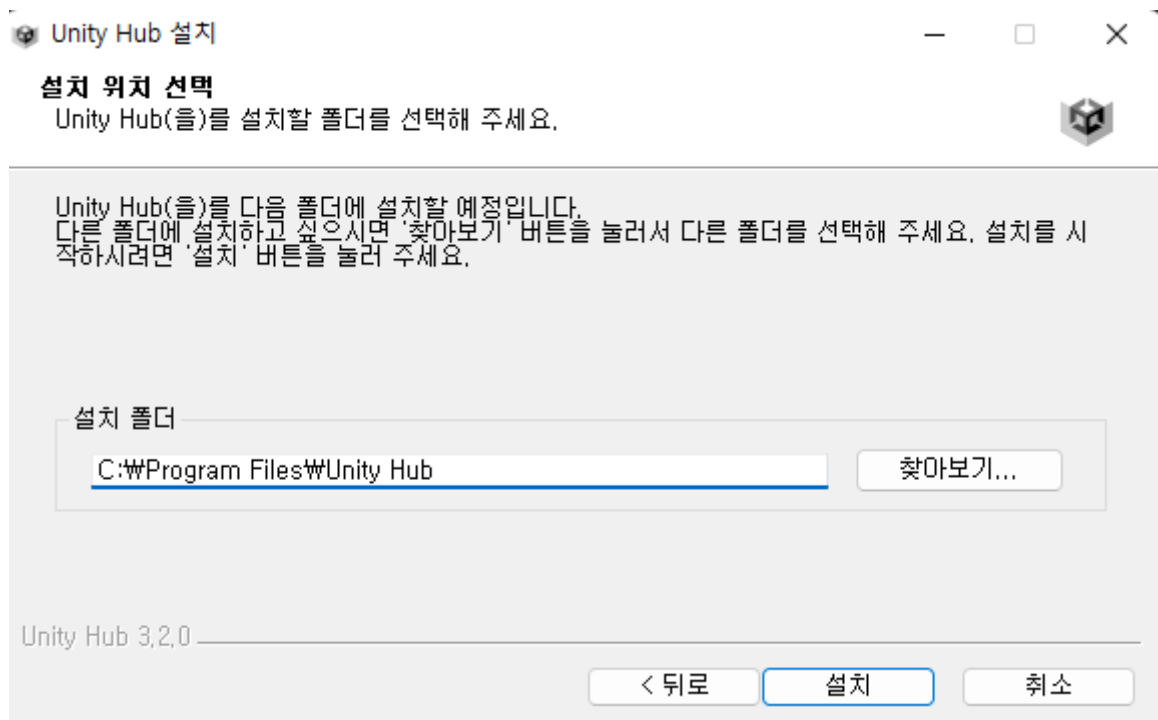 Unity Hub 설치
설치 위치 선택
Unity Hub(을)를 설치할 폴더를 선택해 주세요.
Unity Hub(을)를 다음 폴더에 설치할 예정입니다.
다른 폴더에 설치하고 싶으시면 '찾아보기' 버튼을 눌러서 다른 폴더를 선택해 주세요. 설치를 시
작하시려면 '설치' 버튼을 눌러 주세요.
설치 폴더
C:₩Program Files₩Unity Hub
찾아보기...
Unity Hub 3.2.0
< 뒤로
설치
취소